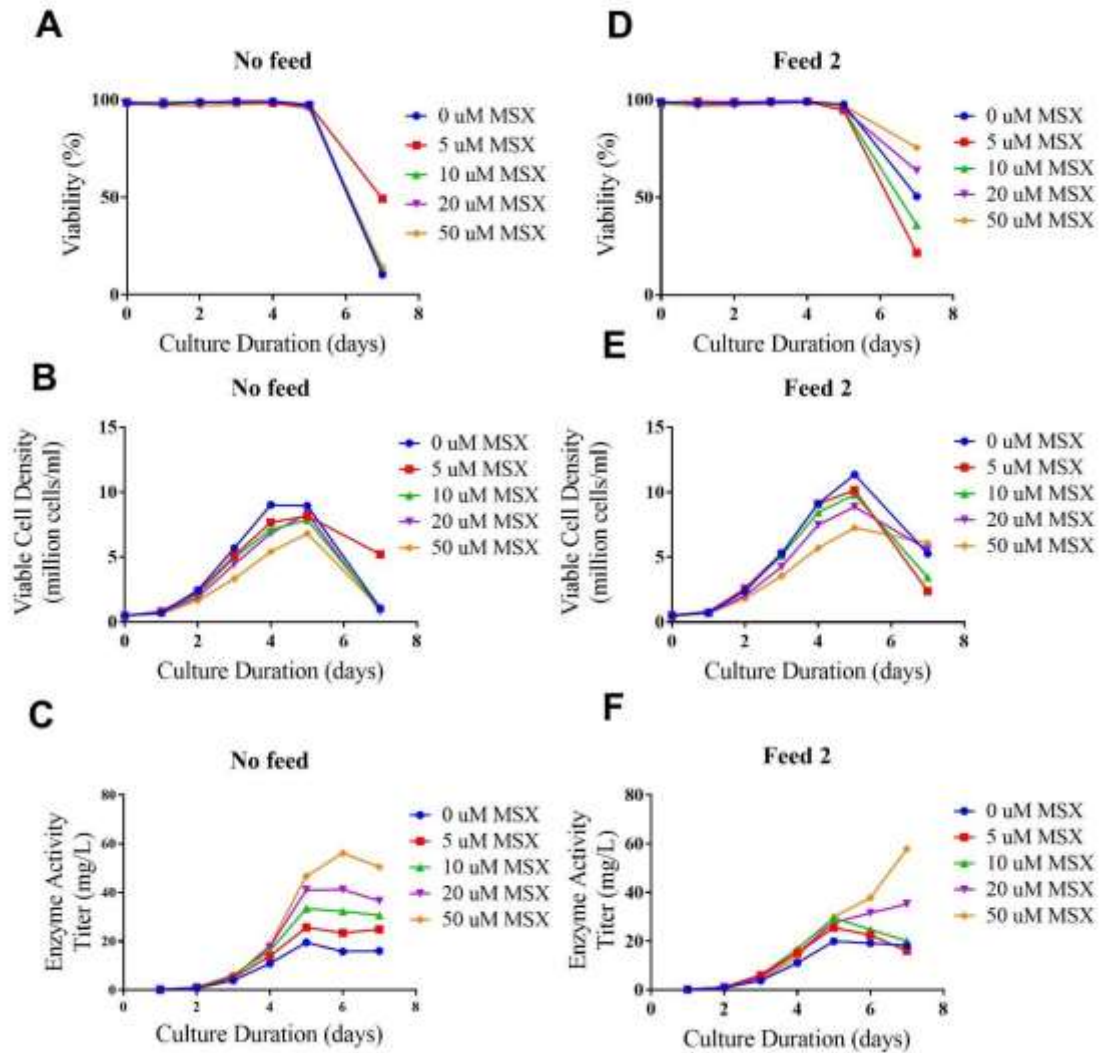 A
No feed
100
50
0
0 2 4 6 8
Viability (%)
Culture Duration (days)
0 uM MSX
5 uM MSX
10 uM MSX
20 uM MSX
50 uM MSX
D
Feed 2
100
50
0
0 2 4 6 8
Viability (%)
Culture Duration (days)
0 uM MSX
5 uM MSX
10 uM MSX
20 uM MSX
50 uM MSX
B
No feed
15
10
5
0
0 2 4 6 8
Viable Cell Density
(million cells/ml)
Culture Duration (days)
0 uM MSX
5 uM MSX
10 uM MSX
20 uM MSX
50 uM MSX
E
Feed 2
15
10
5
0
0 2 4 6 8
Viable Cell Density
(million cells/ml)
Culture Duration (days)
0 uM MSX
5 uM MSX
10 uM MSX
20 uM MSX
50 uM MSX
C
No feed
80
60
40
20
0
0 2 4 6 8
Enzyme Activity
Titer (mg/L)
Culture Duration (days)
0 uM MSX
5 uM MSX
10 uM MSX
20 uM MSX
50 uM MSX
F
Feed 2
80
60
40
20
0
0 2 4 6 8
Enzyme Activity
Titer (mg/L)
Culture Duration (days)
0 uM MSX
5 uM MSX
10 uM MSX
20 uM MSX
50 uM MSX